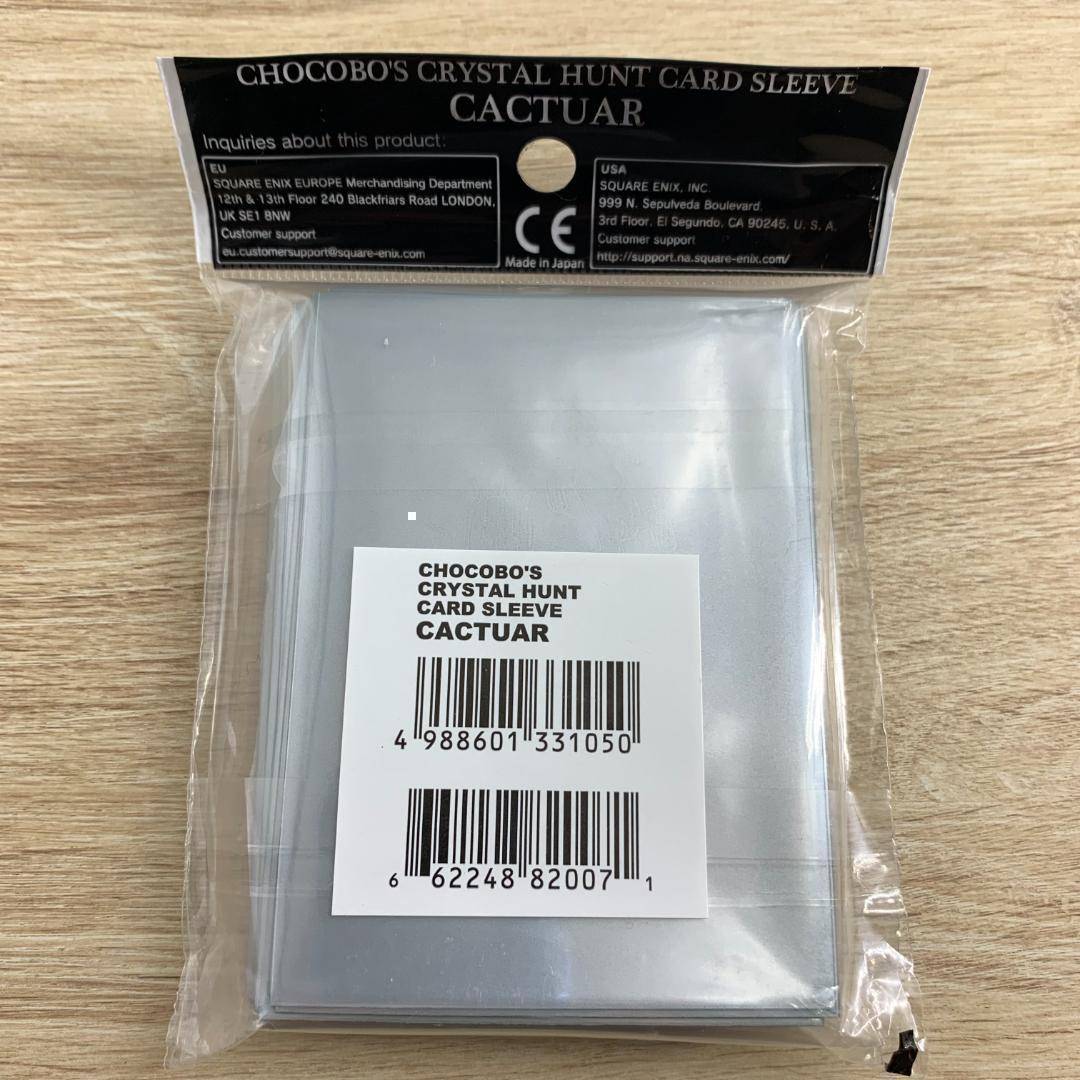 CHOCOBO'S CRYSTAL HUNT CARD SLEEVE
CACTUAR
Inquiries about this product:
EU
SQUARE ENIX EUROPE Merchandising Department
12th & 13th Floor 240 Blackfriars Road LONDON,
UK SE1 8NW
Customer support
eu.customersupport@square-enix.com
CE
Made in Japan
USA
SQUARE ENIX, INC.
999 N. Sepulveda Boulevard,
3rd Floor, El Segundo, CA 90245, U. S. A.
Customer support
http://support.na.square-enix.com/
CHOCOBO'S
CRYSTAL HUNT
CARD SLEEVE
CACTUAR
4 988601 331050
6 62248 82007 1